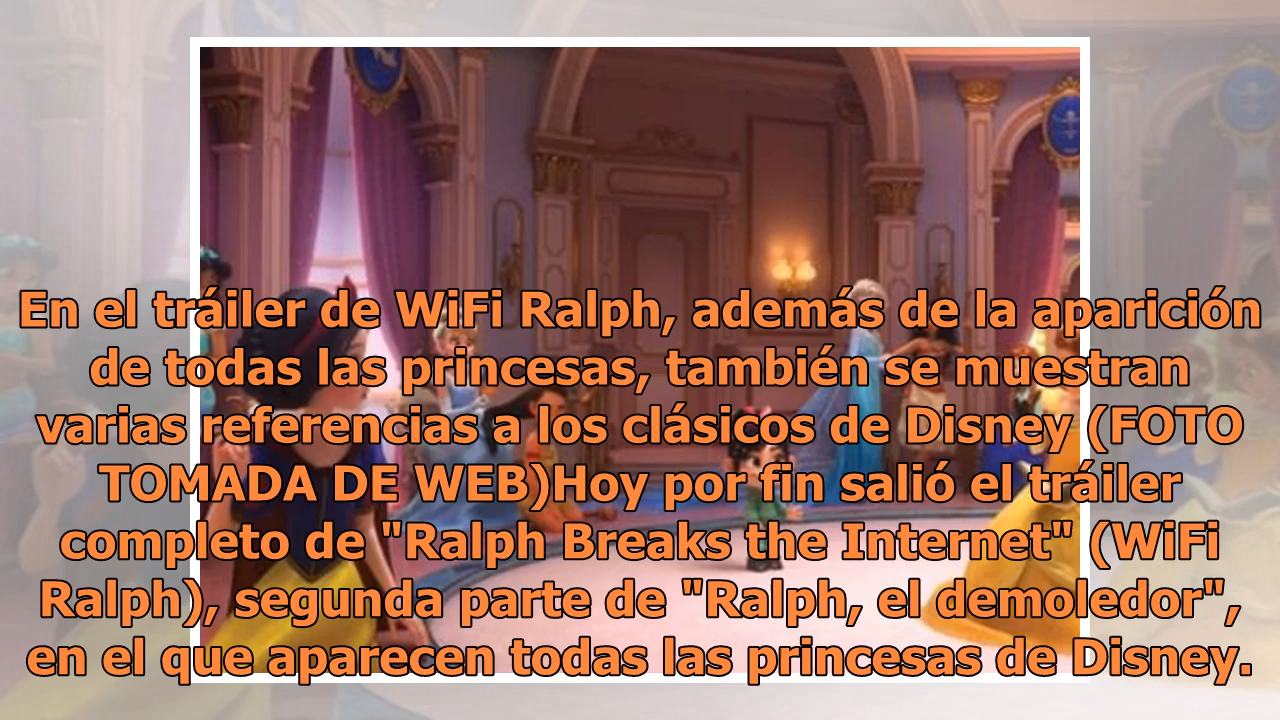 En el tráiler de WiFi Ralph, además de la aparición
de todas las princesas, también se muestran
varias referencias a los clásicos de Disney (FOTO
TOMADA DE WEB)Hoy por fin salió el tráiler
completo de "Ralph Breaks the Internet" (WiFi
Ralph), segunda parte de "Ralph, el demoledor",
en el que aparecen todas las princesas de Disney.